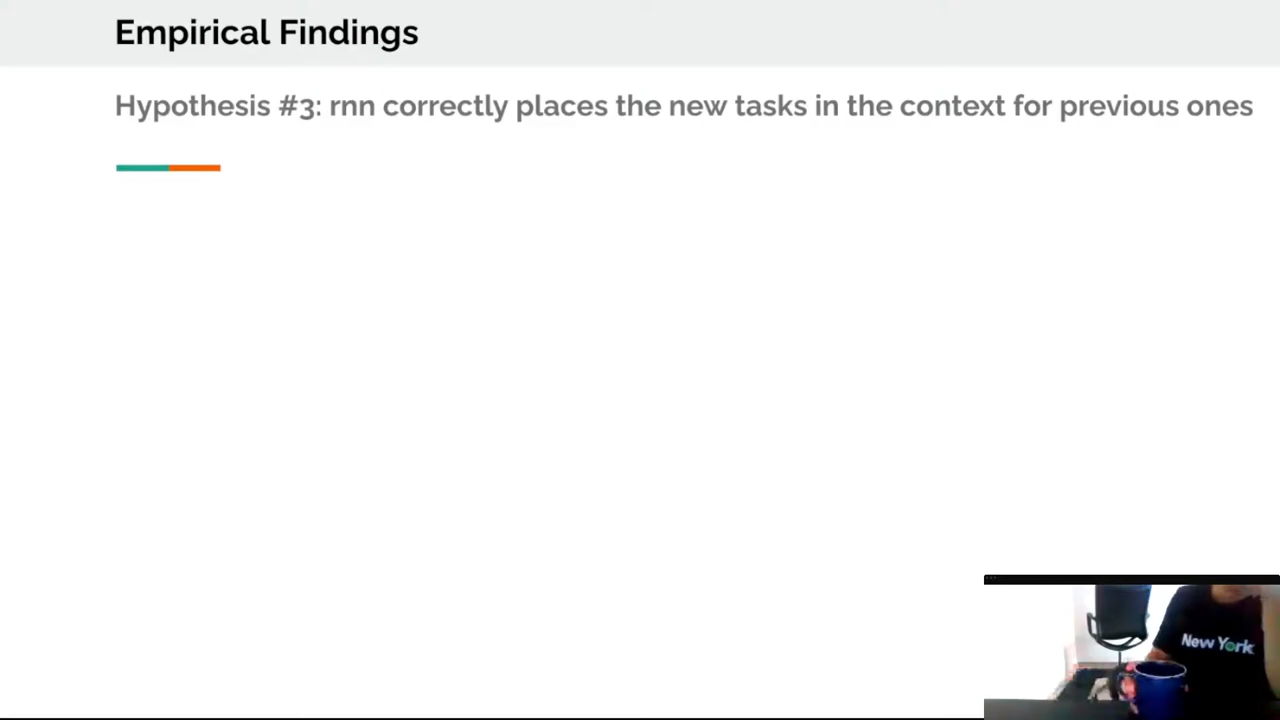 Empirical Findings
Hypothesis #3: rnn correctly places the new tasks in the context for previous ones
New York